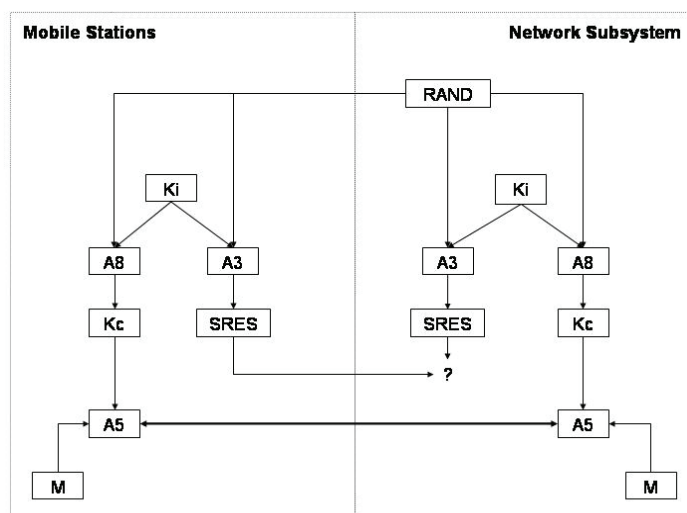 Mobile Stations
Network Subsystem
RAND
Ki
Ki
A8
A3
A3
A8
Kc
SRES
SRES
Kc
?
A5
A5
M
M